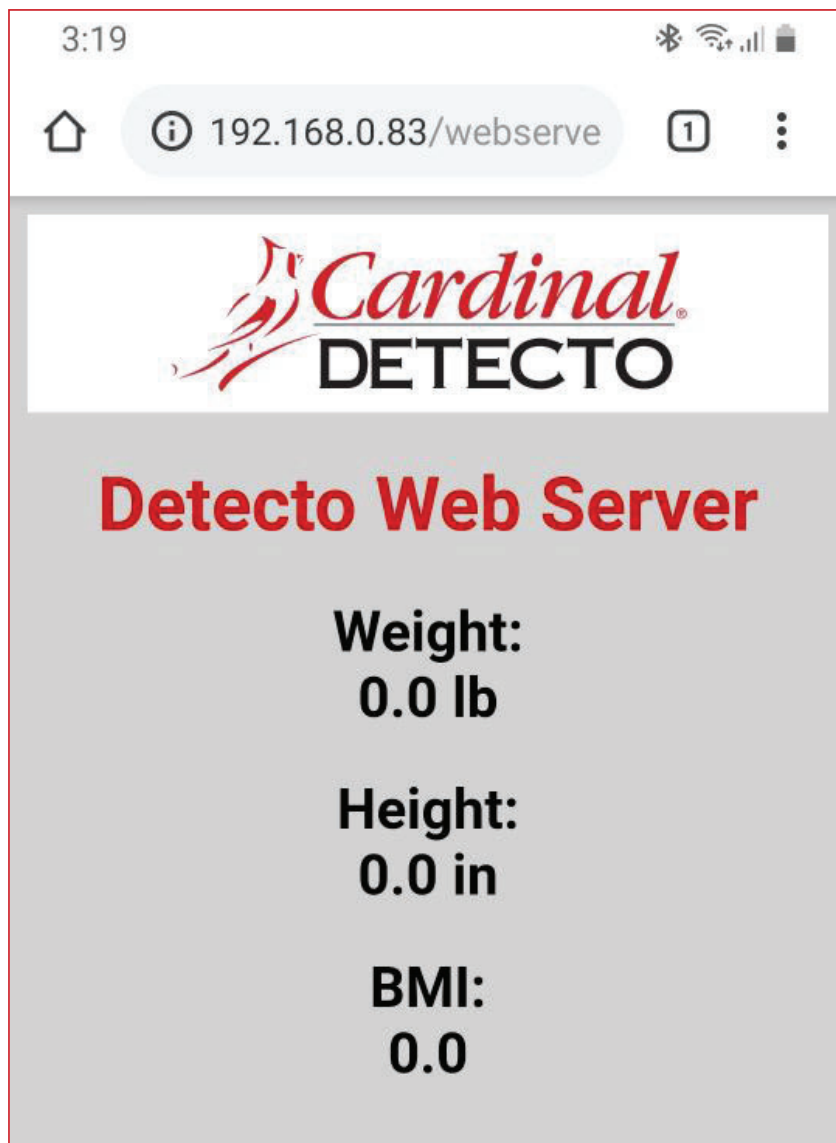 3:19
192.168.0.83/webserve
1
Cardinal®
DETECTO
Detecto Web Server
Weight:
0.0 lb
Height:
0.0 in
BMI:
0.0